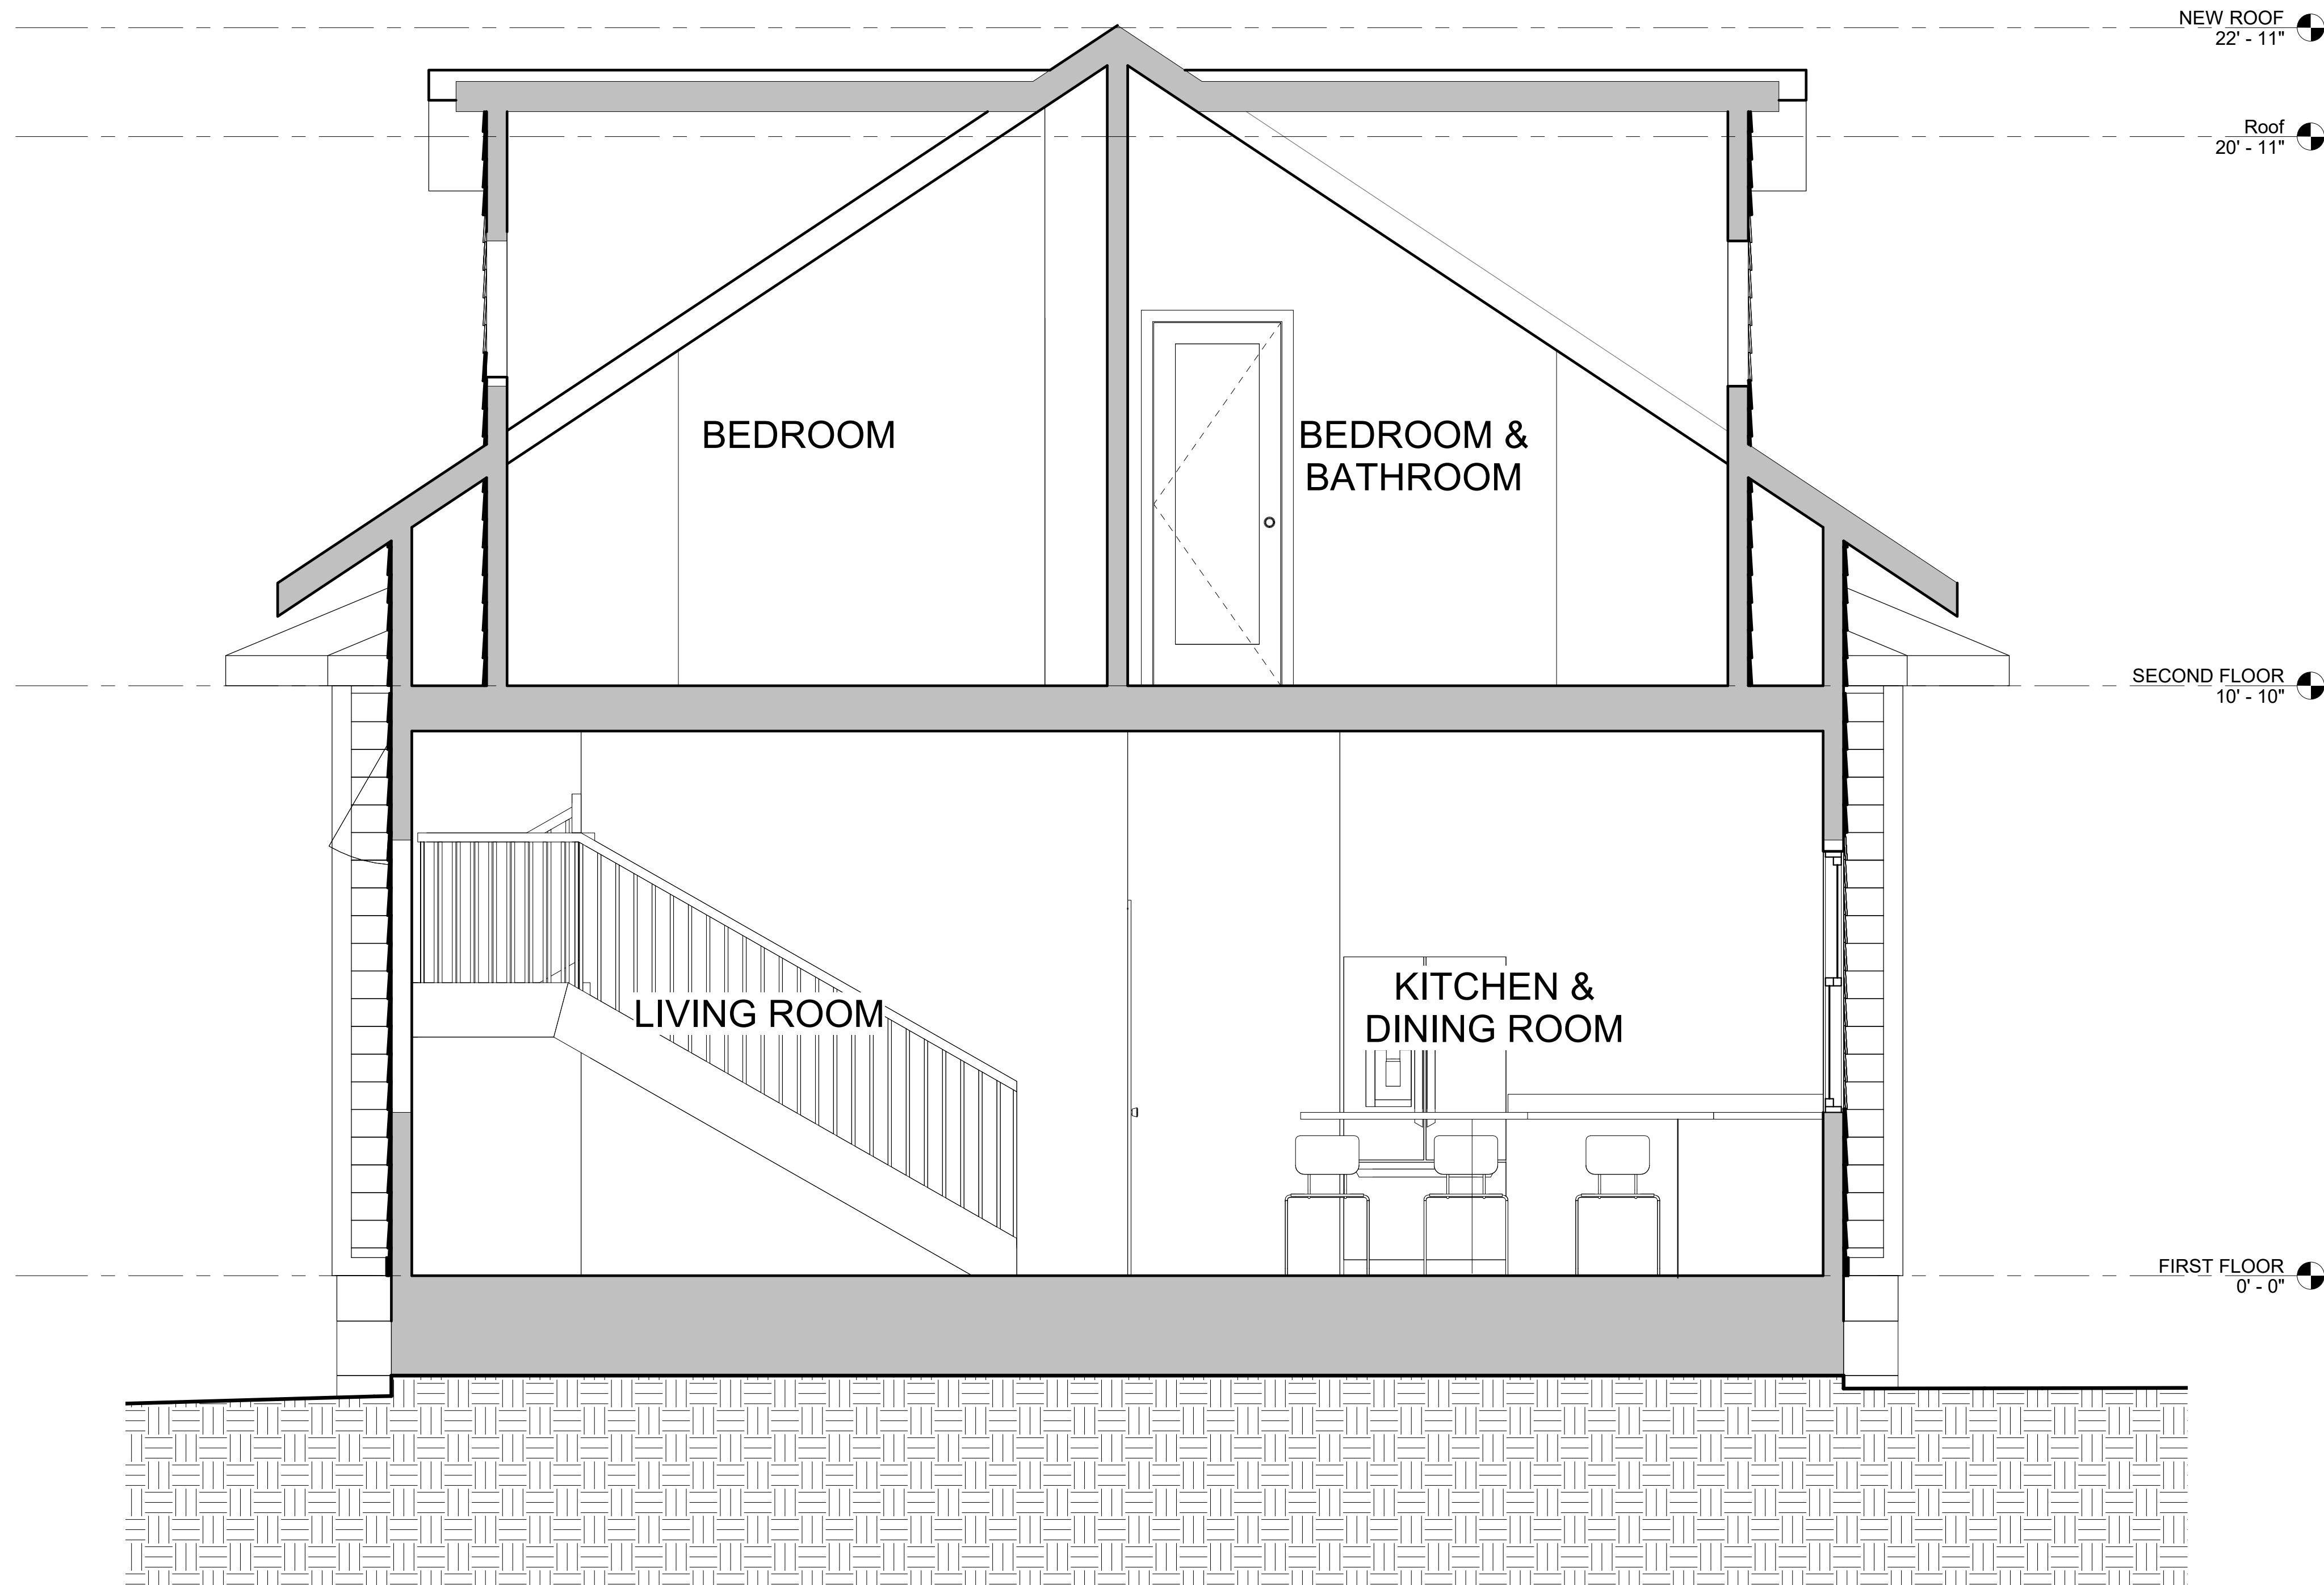 NEW ROOF
22' - 11"
Roof
20' - 11"
BEDROOM
BEDROOM &
BATHROOM
SECOND FLOOR
10' - 10"
LIVING ROOM
KITCHEN &
DINING ROOM
FIRST FLOOR
0' - 0"